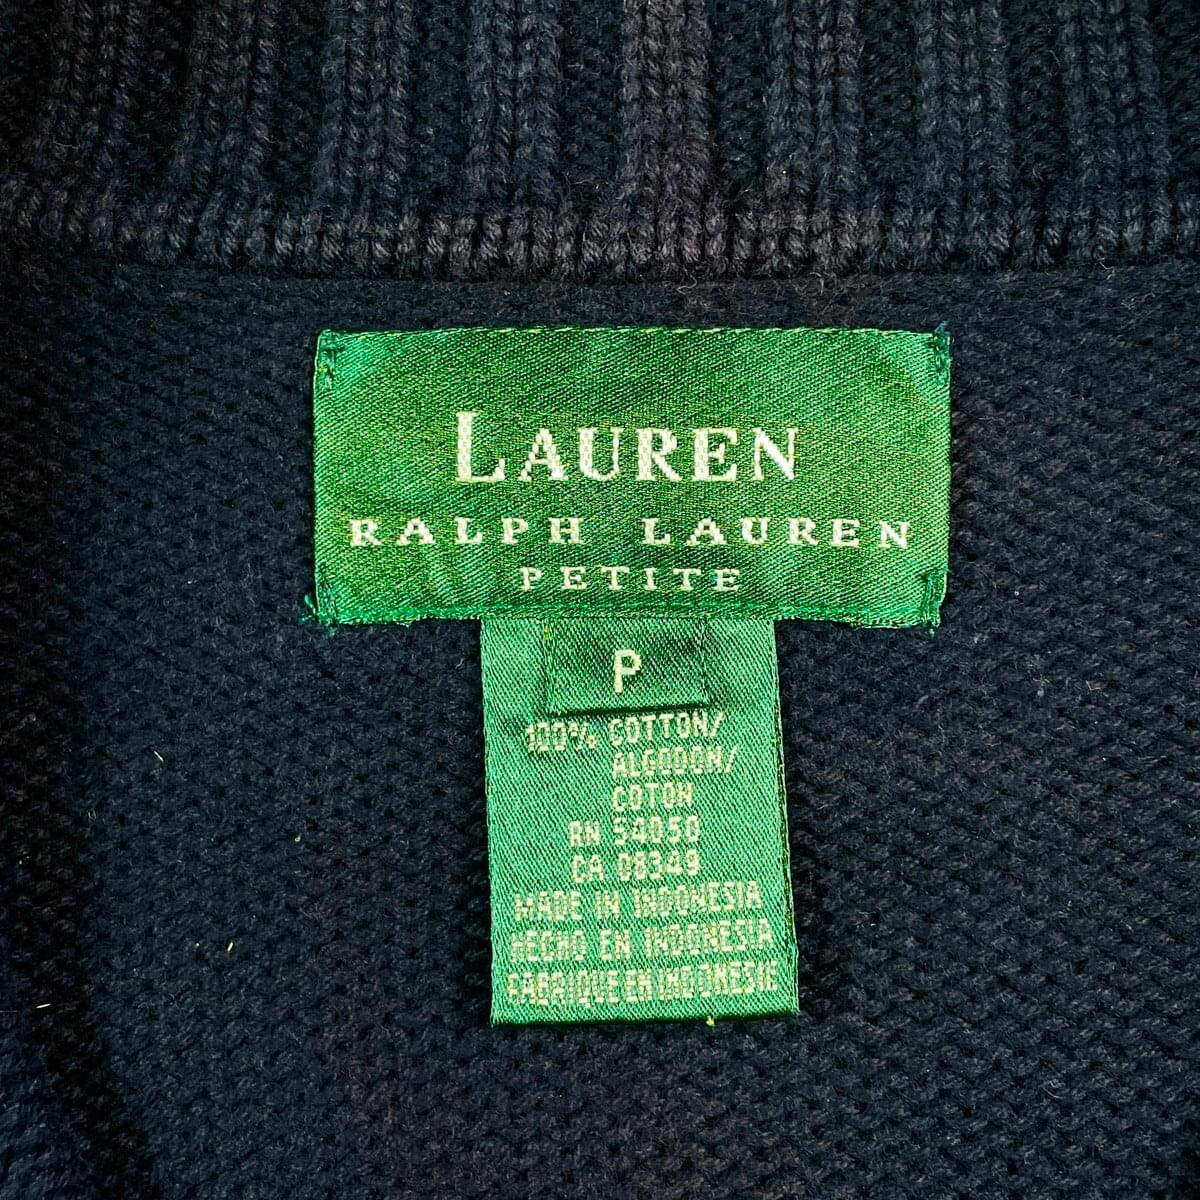 LAUREN
RALPH LAUREN
PETITE
P
100% COTTON/
ALGODON/
COTON
RN 54050
CA 08349
MADE IN INDONESIA
HECHO EN INDONESIA
FABRIQUE EN INDONESIE